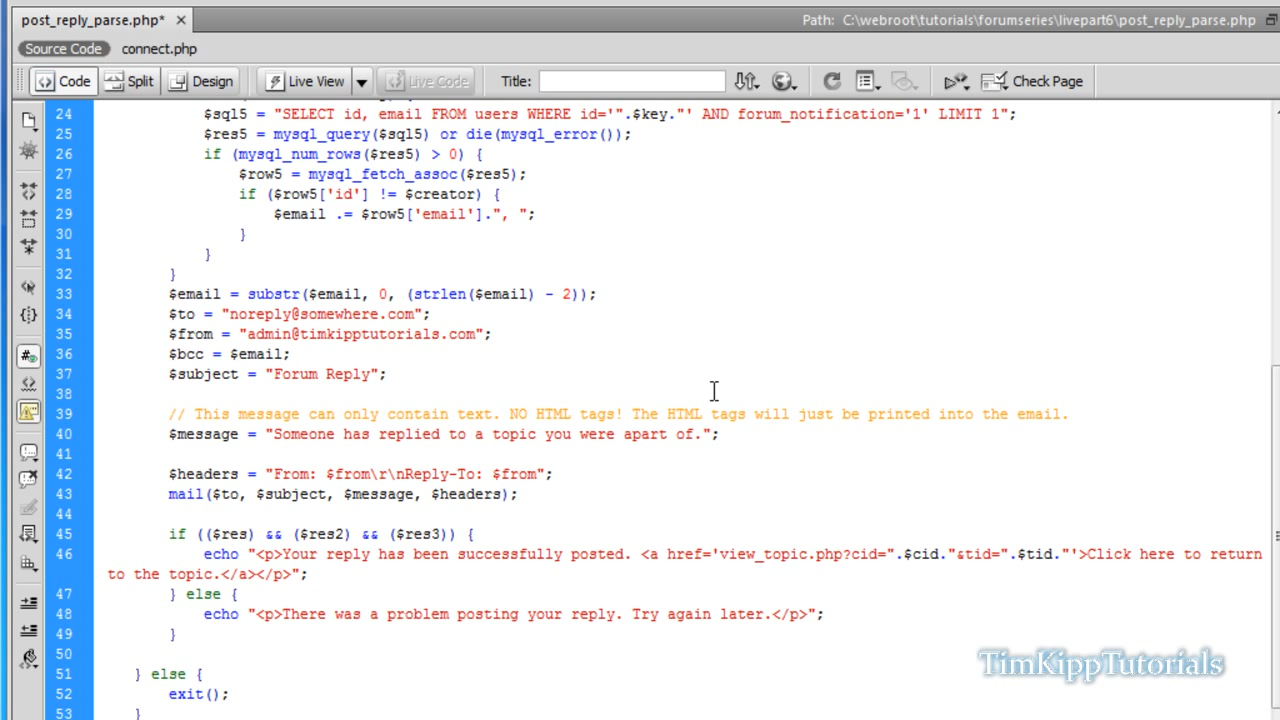 post_reply_parse.php*
Path: C:\webroot\tutorials\forumseries\livepart6\post_reply_parse.php
Source Code connect.php
Code Split Design Live View Live Code Title: Check Page
24 $sql5 = "SELECT id, email FROM users WHERE id='".$key."' AND forum_notification='1' LIMIT 1";
25 $res5 = mysql_query($sql5) or die(mysql_error());
26 if (mysql_num_rows($res5) > 0) {
27 $row5 = mysql_fetch_assoc($res5);
28 if ($row5['id'] != $creator) {
29 $email .= $row5['email'].", ";
30 }
31 }
32 }
33 $email = substr($email, 0, (strlen($email) - 2));
34 $to = "noreply@somewhere.com";
35 $from = "admin@timkipptutorials.com";
36 $bcc = $email;
37 $subject = "Forum Reply";
38
39 // This message can only contain text. NO HTML tags! The HTML tags will just be printed into the email.
40 $message = "Someone has replied to a topic you were apart of.";
41
42 $headers = "From: $from\r\nReply-To: $from";
43 mail($to, $subject, $message, $headers);
44
45 if (($res) && ($res2) && ($res3)) {
46 echo "<p>Your reply has been successfully posted. <a href='view_topic.php?cid=".$cid."&tid=".$tid."'>Click here to return
to the topic.</a></p>";
47 } else {
48 echo "<p>There was a problem posting your reply. Try again later.</p>";
49 }
50
51 } else {
52 exit();
53 }
TimKippTutorials